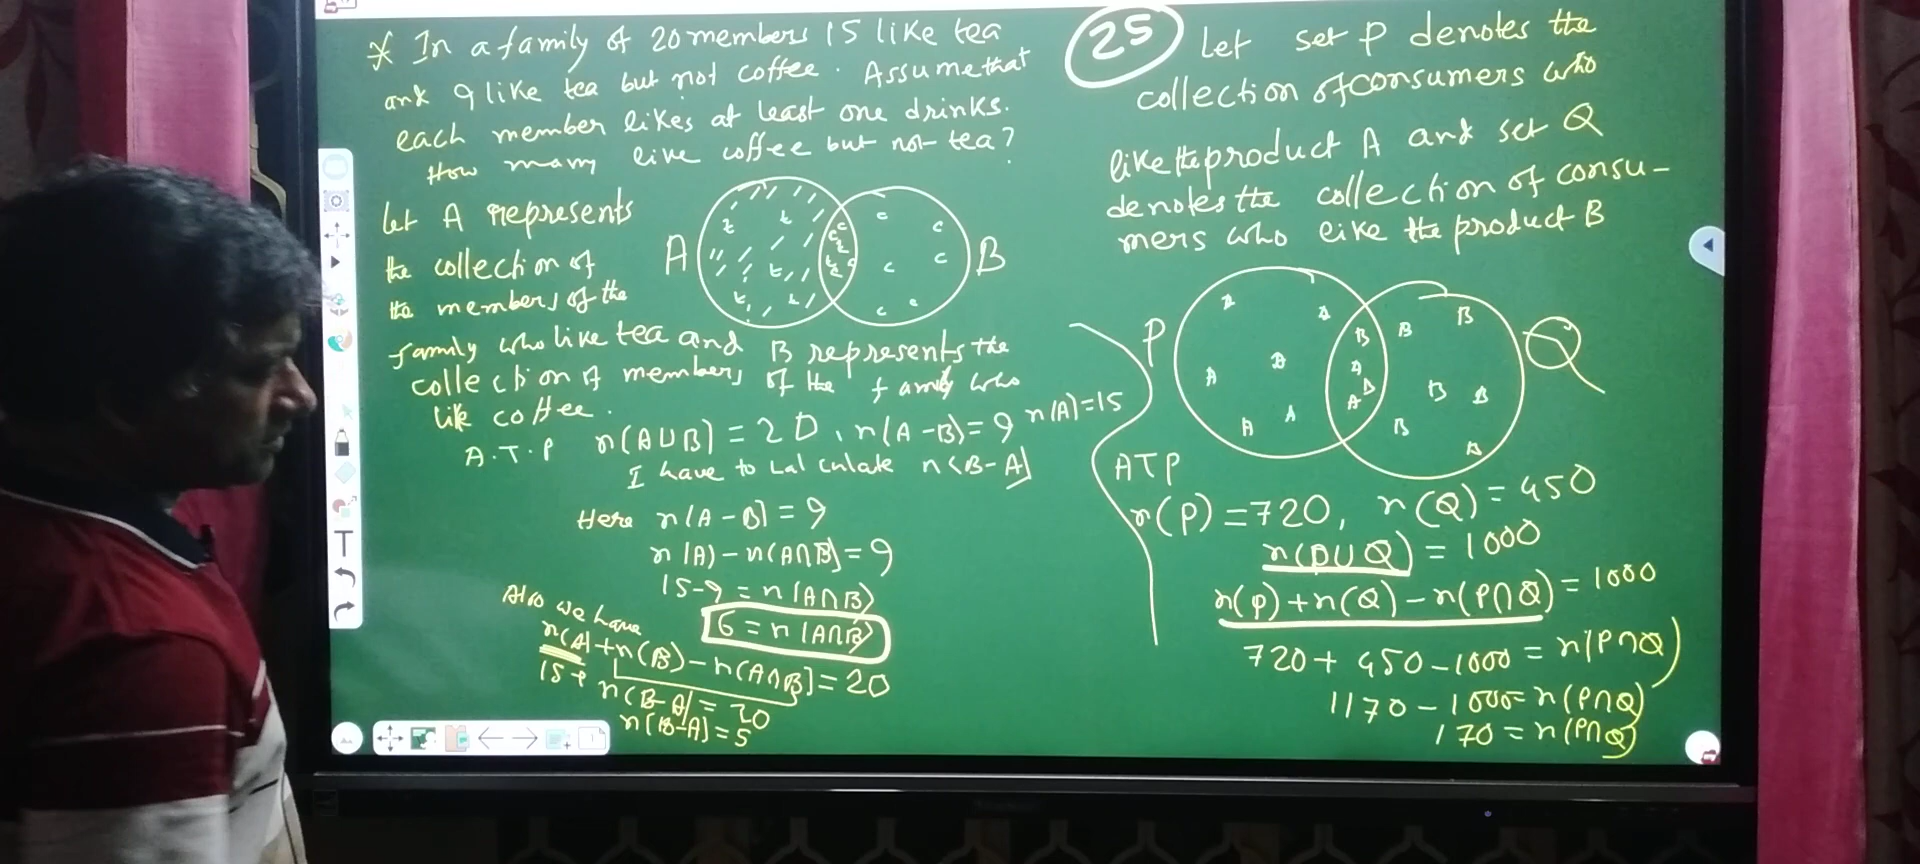 * In a family of 20 members 15 like tea
and 9 like tea but not coffee. Assume that
each member likes at least one drinks.
How many like coffee but not tea?
Let A represents
the collection of
the members of the
family who like tea and B represents the
collection of members of the family who
like coffee.
A B
A.T.P n(A∪B) = 20, n(A-B) = 9 n(A)=15
I have to calculate n(B-A)
Here n(A-B) = 9
n(A) - n(A∩B) = 9
15-9 = n(A∩B)
6 = n(A∩B)
Also we have
n(A)+n(B)-n(A∩B) = 20
15+ n(B-A) = 20
n(B-A) = 5
25 Let set P denotes the
collection of consumers who
like the product A and set Q
denotes the collection of consu-
mers who like the product B
P Q
ATP
n(P) = 720, n(Q) = 450
n(P∪Q) = 1000
n(P)+n(Q)-n(P∩Q) = 1000
720+450-1000 = n(P∩Q)
1170-1000 = n(P∩Q)
170 = n(P∩Q)